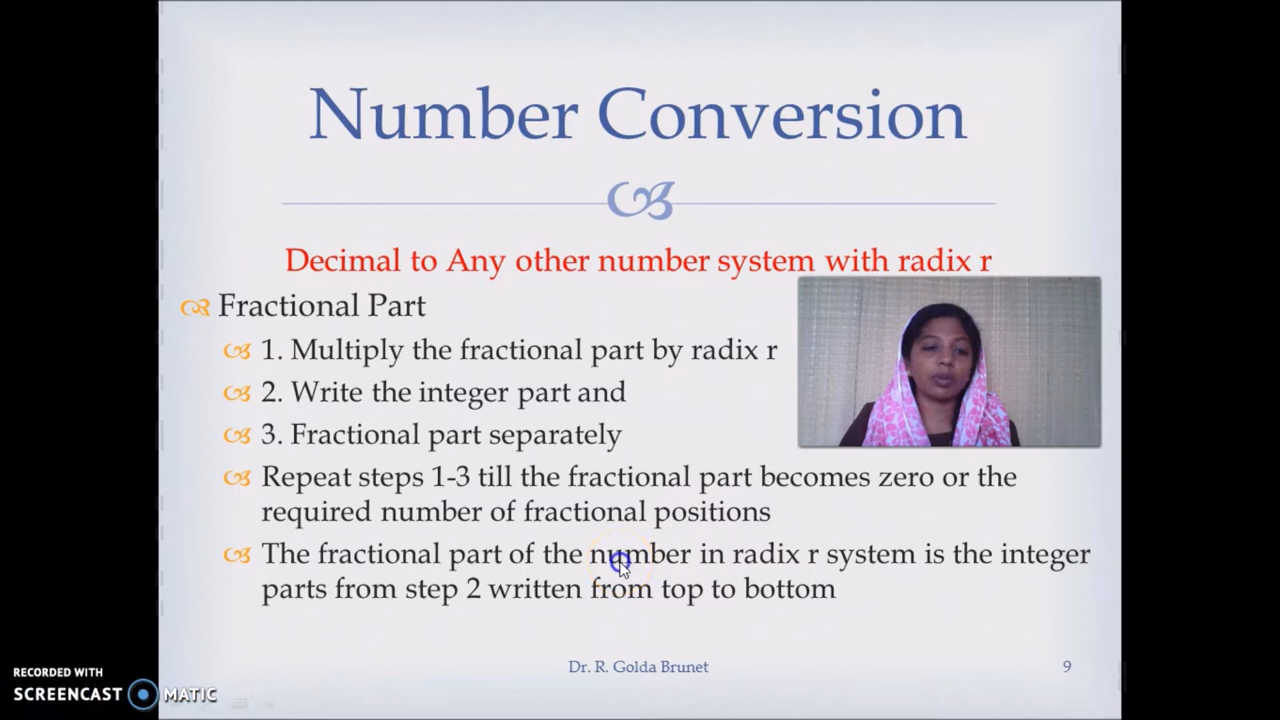 Number Conversion
Decimal to Any other number system with radix r
Fractional Part
1. Multiply the fractional part by radix r
2. Write the integer part and
3. Fractional part separately
Repeat steps 1-3 till the fractional part becomes zero or the
required number of fractional positions
The fractional part of the number in radix r system is the integer
parts from step 2 written from top to bottom
Dr. R. Golda Brunet
9
RECORDED WITH
SCREENCAST MATIC